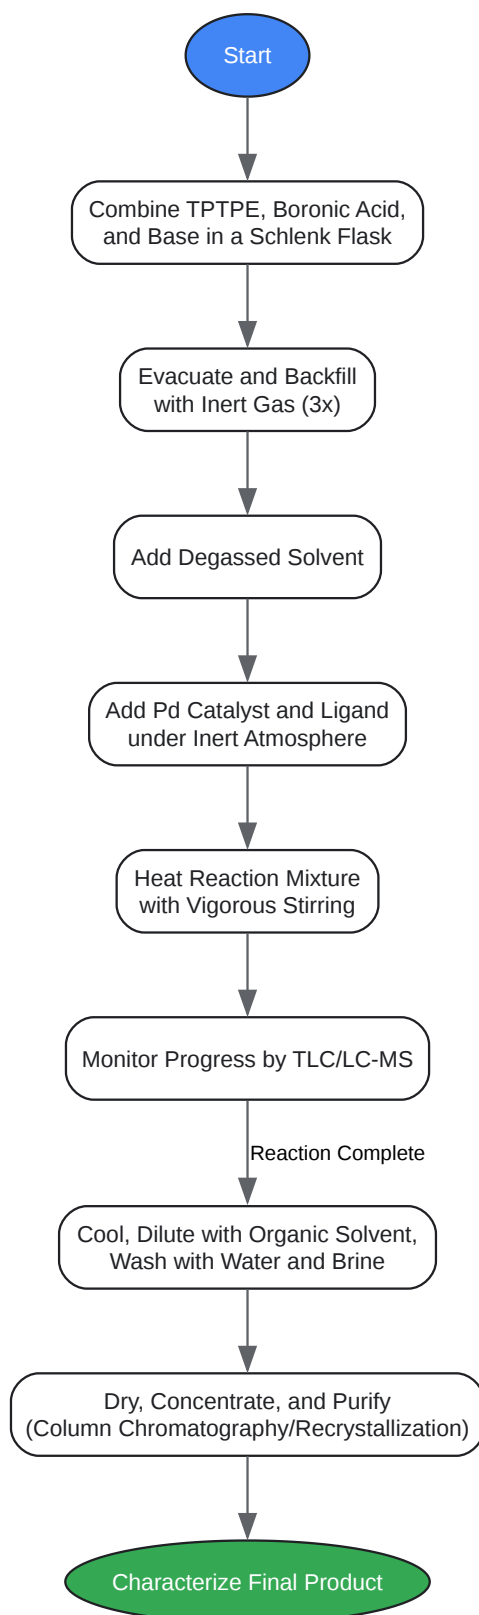 Start
Combine TPTPE, Boronic Acid,
and Base in a Schlenk Flask
Evacuate and Backfill
with Inert Gas (3x)
Add Degassed Solvent
Add Pd Catalyst and Ligand
under Inert Atmosphere
Heat Reaction Mixture
with Vigorous Stirring
Monitor Progress by TLC/LC-MS
Reaction Complete
Cool, Dilute with Organic Solvent,
Wash with Water and Brine
Dry, Concentrate, and Purify
(Column Chromatography/Recrystallization)
Characterize Final Product